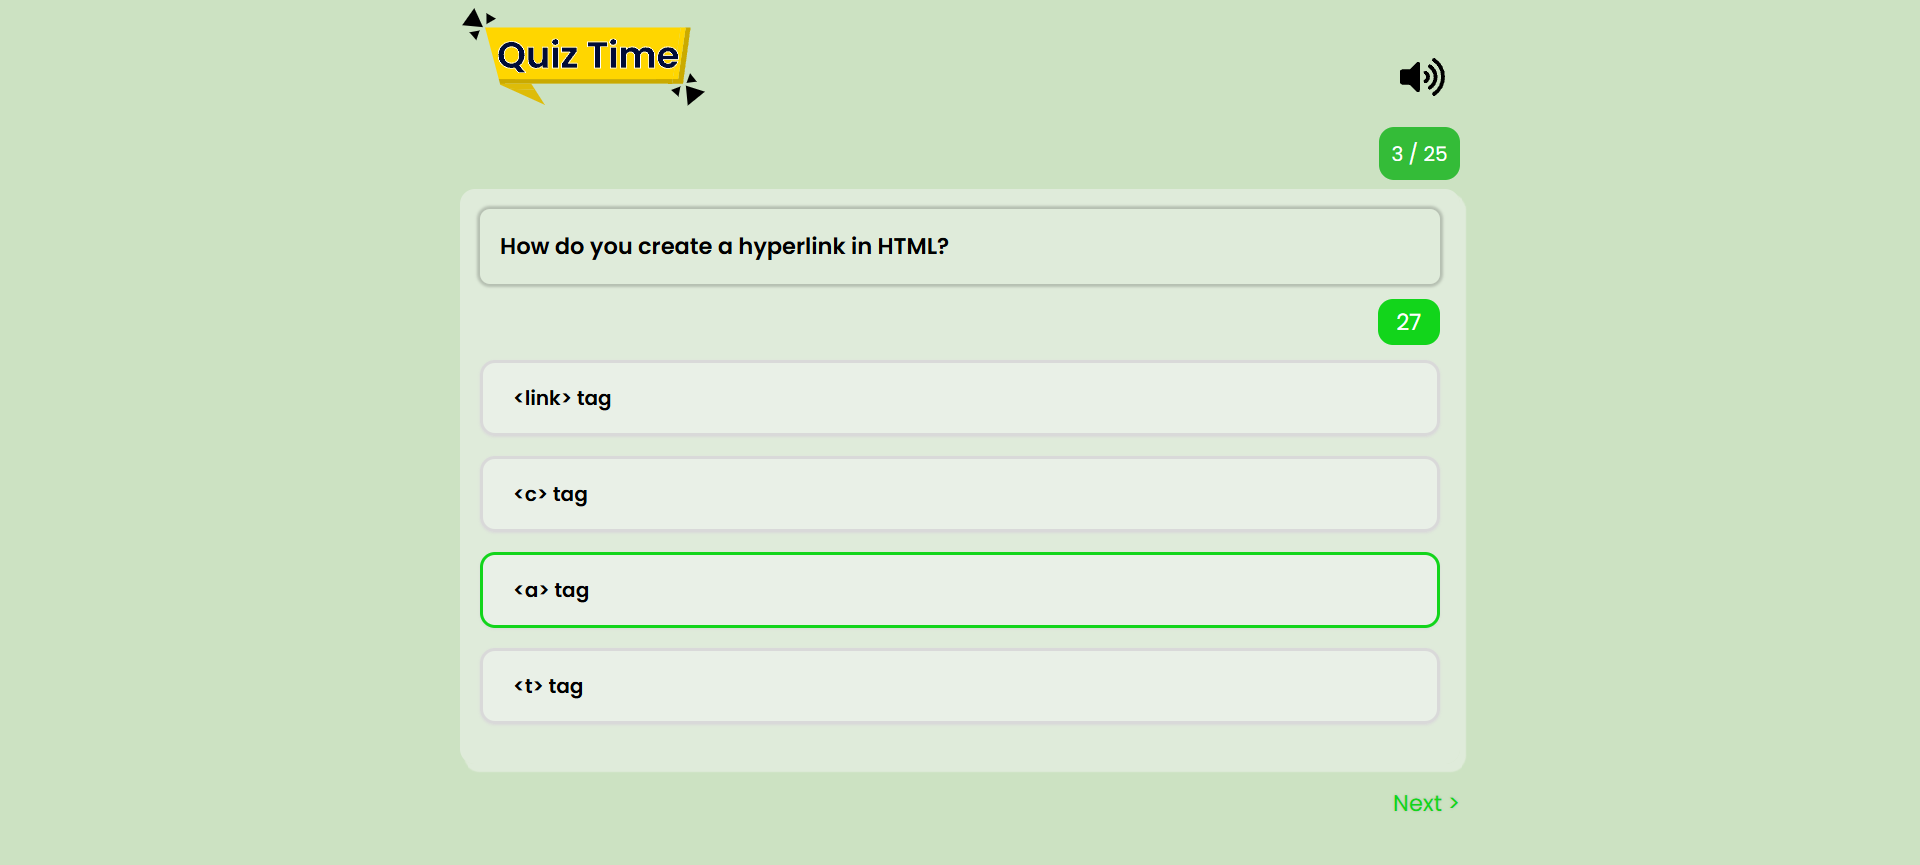 Quiz Time
3 / 25
How do you create a hyperlink in HTML?
27
<link> tag
<c> tag
<a> tag
<t> tag
Next >